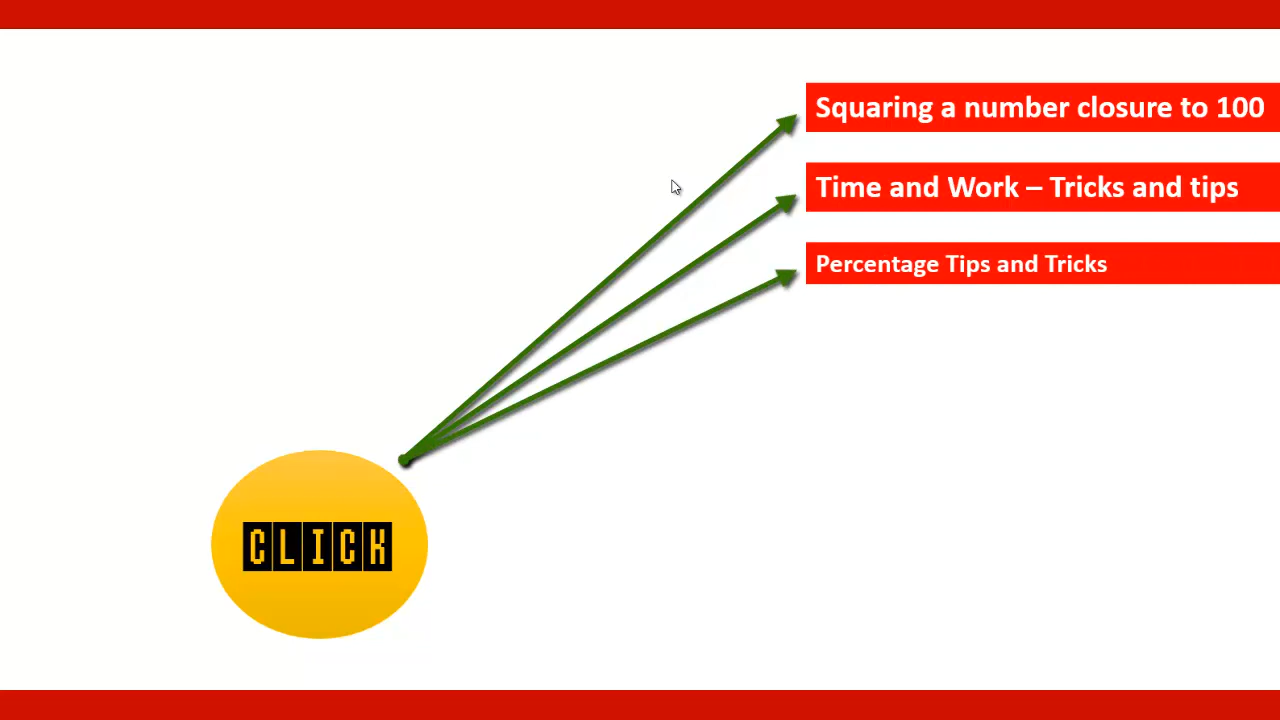 Squaring a number closure to 100
Time and Work – Tricks and tips
Percentage Tips and Tricks
CLICK